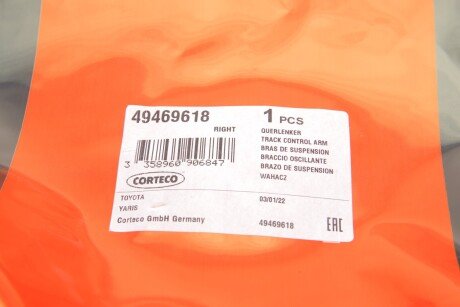 49469618
RIGHT
1 PCS
QUERLENKER
TRACK CONTROL ARM
BRAS DE SUSPENSION
BRACCIO OSCILLANTE
BRAZO DE SUSPENSION
WAHACZ
3 358960 906847
CORTECO
TOYOTA
YARIS
03/01/22
Corteco GmbH Germany
49469618
EAC